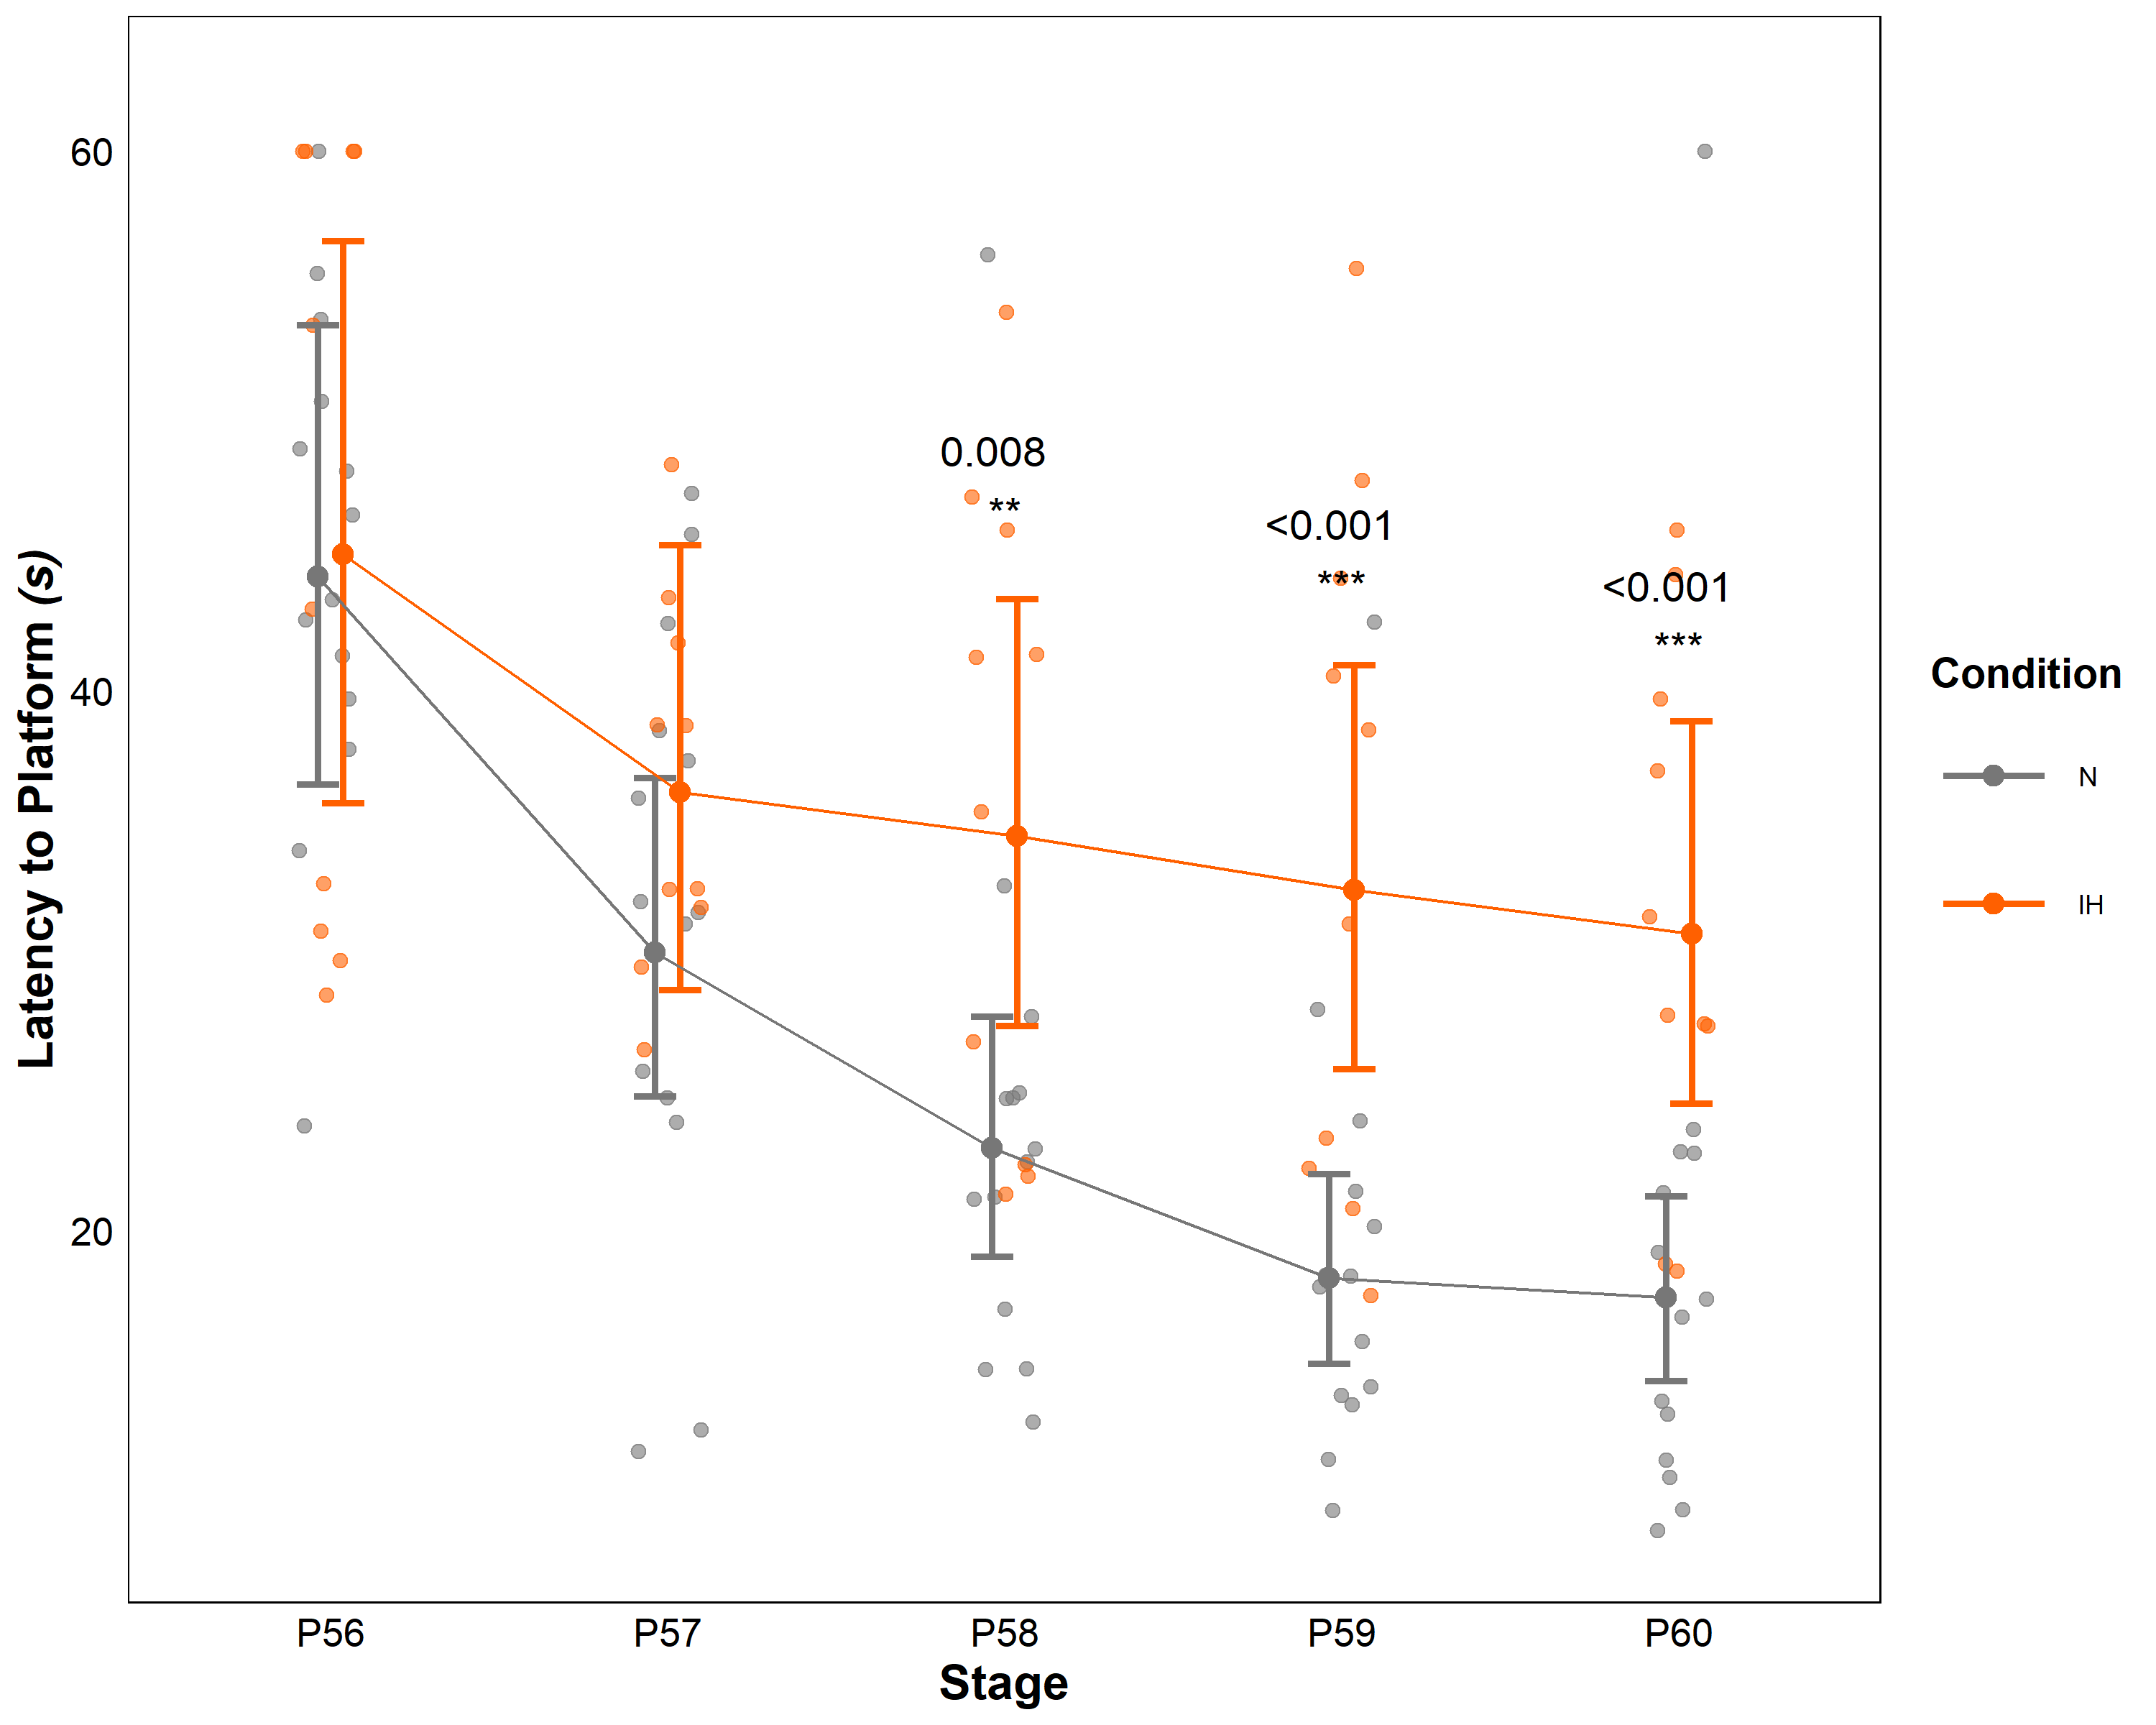 60
40
20
Latency to Platform (s)
0.008
**
<0.001
***
<0.001
***
P56
P57
P58
P59
P60
Stage
Condition
N
IH